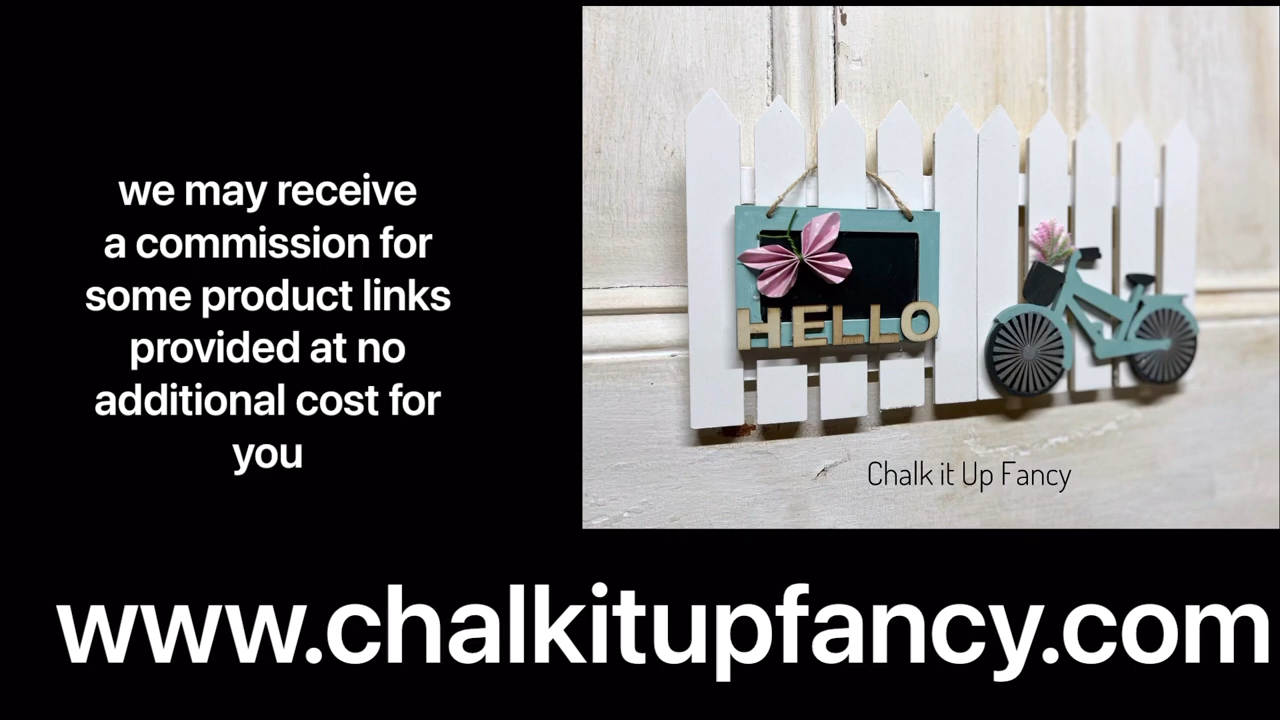 we may receive
a commission for
some product links
provided at no
additional cost for
you
HELLO
Chalk it Up Fancy
www.chalkitupfancy.com